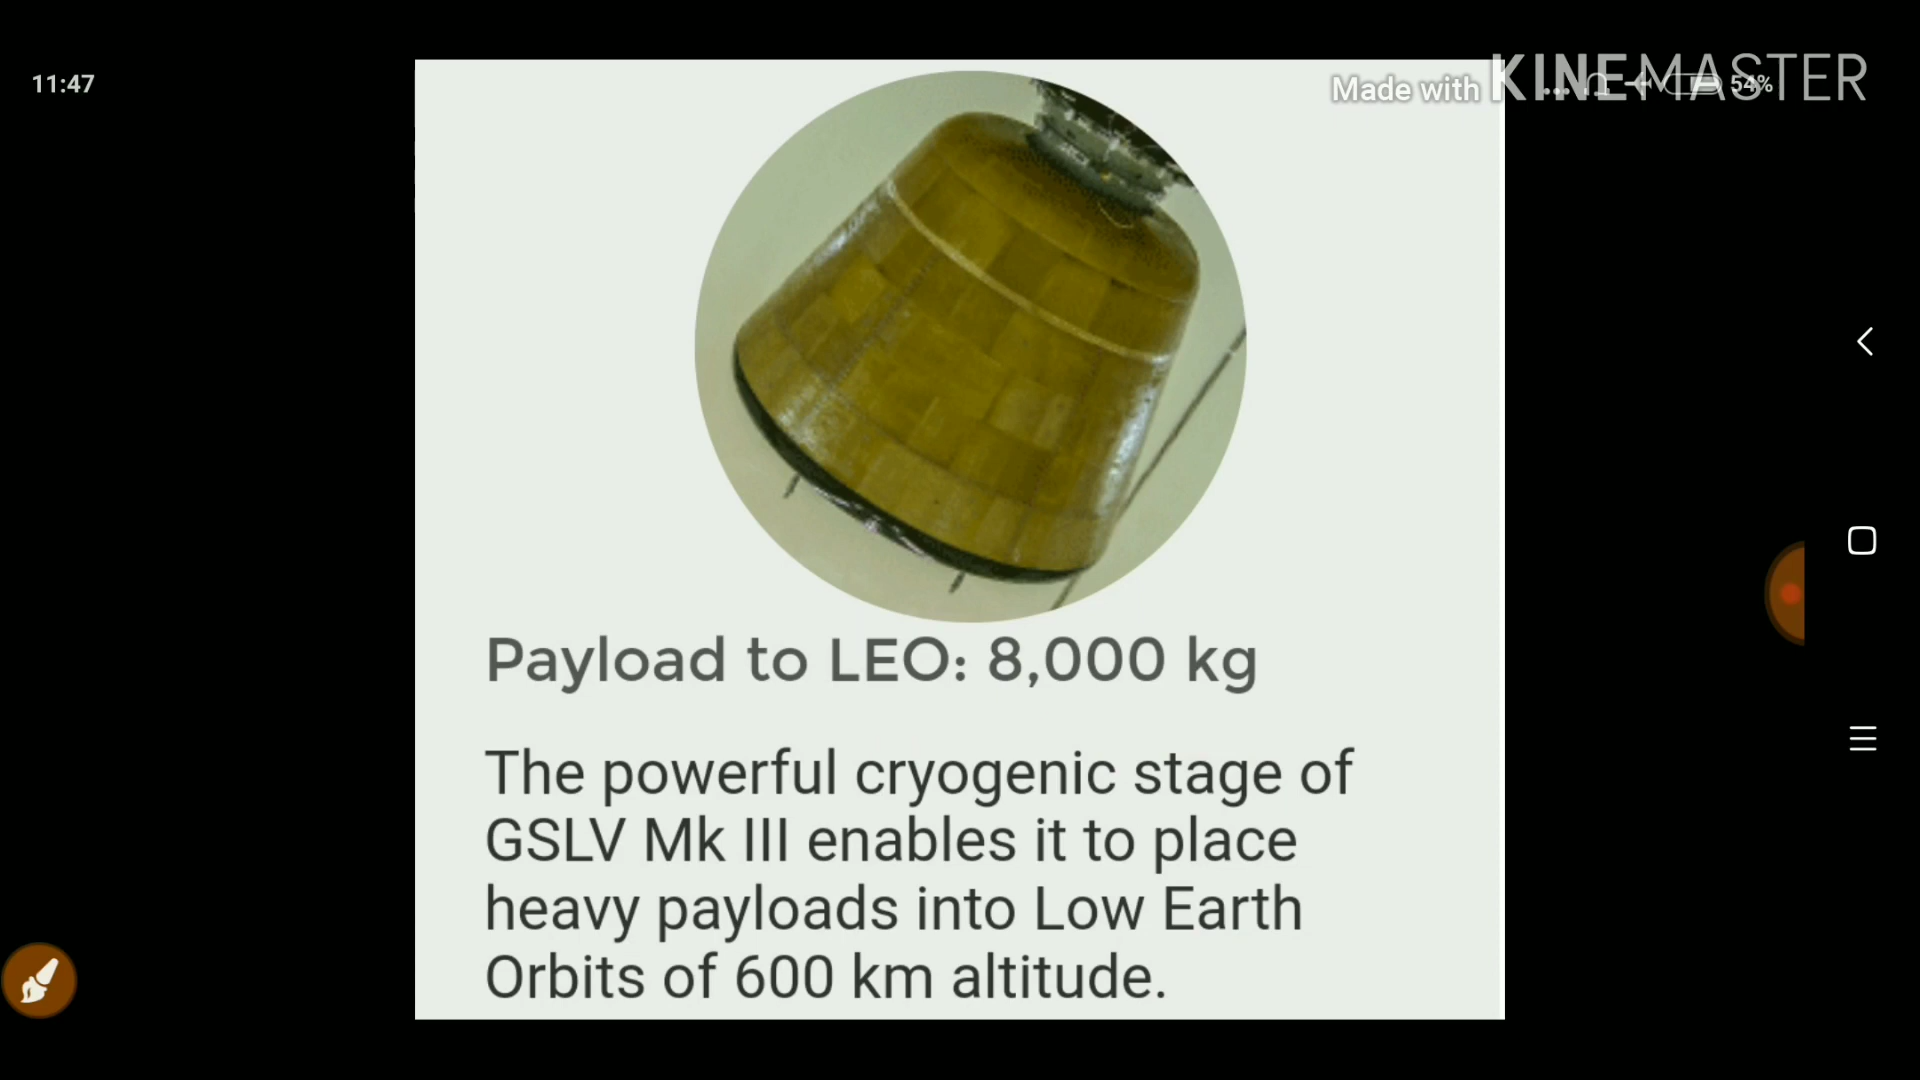 11:47
Made with KINEMASTER
54%
Payload to LEO: 8,000 kg
The powerful cryogenic stage of
GSLV Mk III enables it to place
heavy payloads into Low Earth
Orbits of 600 km altitude.